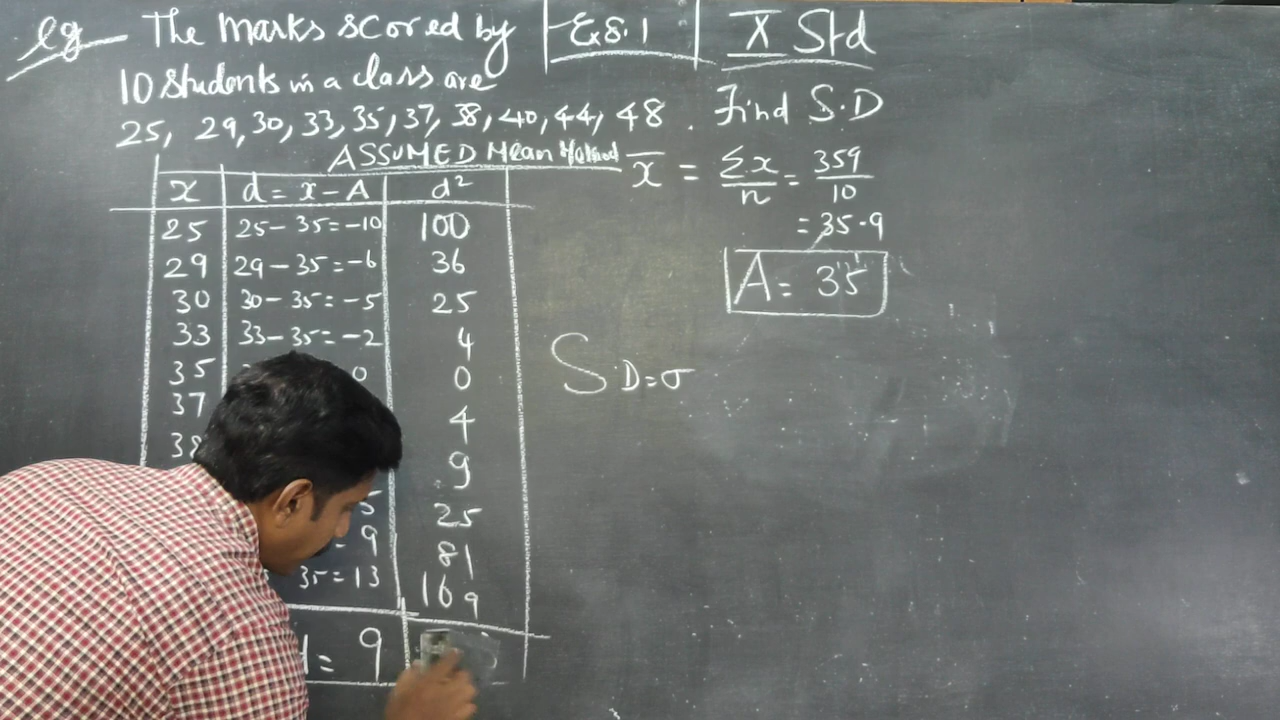 eg The Marks scored by
10 Students in a class are
25, 29, 30, 33, 35, 37, 38, 40, 44, 48 . Find S.D
Ex 8.1
X Std
ASSUMED Mean Method
x d = x - A d²
25 25 - 35 = -10 100
29 29 - 35 = -6 36
30 30 - 35 = -5 25
33 33 - 35 = -2 4
35 0 0
37 4
38 9
5 25
= 9 81
35 = 13 169
= 9
x̄ = Σx/n = 359/10
= 35.9
A = 35
S.D = σ